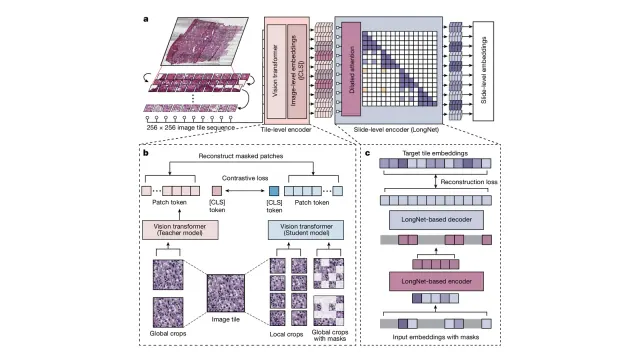 a
Vision transformer
Image-level embeddings
([CLS])
Dilated attention
Slide-level embeddings
256 × 256 image tile sequence
Tile-level encoder
Slide-level encoder (LongNet)
b
Reconstruct masked patches
Contrastive loss
Patch token
[CLS]
token
[CLS]
token
Patch token
Vision transformer
(Teacher model)
Vision transformer
(Student model)
Global crops
Image tile
Local crops
Global crops
with masks
c
Target tile embeddings
Reconstruction loss
LongNet-based decoder
LongNet-based encoder
Input embeddings with masks